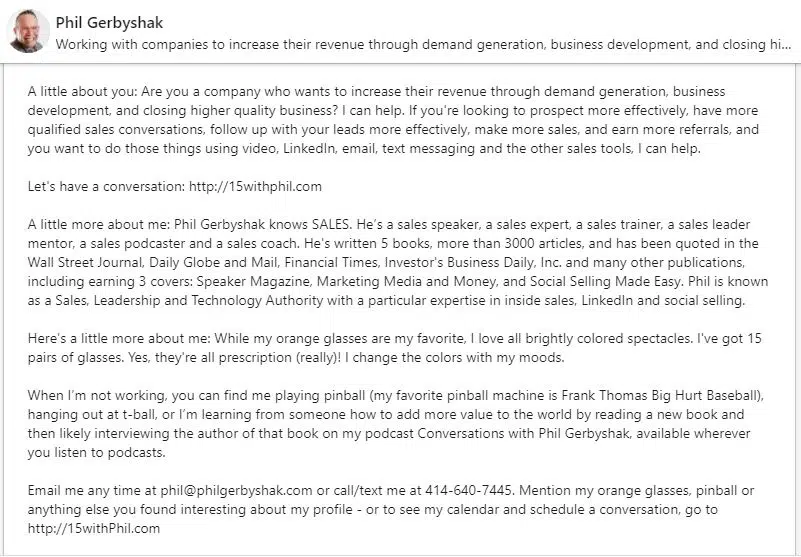 Phil Gerbyshak
Working with companies to increase their revenue through demand generation, business development, and closing hi...
A little about you: Are you a company who wants to increase their revenue through demand generation, business
development, and closing higher quality business? I can help. If you're looking to prospect more effectively, have more
qualified sales conversations, follow up with your leads more effectively, make more sales, and earn more referrals, and
you want to do those things using video, LinkedIn, email, text messaging and the other sales tools, I can help.
Let's have a conversation: http://15withphil.com
A little more about me: Phil Gerbyshak knows SALES. He's a sales speaker, a sales expert, a sales trainer, a sales leader
mentor, a sales podcaster and a sales coach. He's written 5 books, more than 3000 articles, and has been quoted in the
Wall Street Journal, Daily Globe and Mail, Financial Times, Investor's Business Daily, Inc. and many other publications,
including earning 3 covers: Speaker Magazine, Marketing Media and Money, and Social Selling Made Easy. Phil is known
as a Sales, Leadership and Technology Authority with a particular expertise in inside sales, LinkedIn and social selling.
Here's a little more about me: While my orange glasses are my favorite, I love all brightly colored spectacles. I've got 15
pairs of glasses. Yes, they're all prescription (really)! I change the colors with my moods.
When I'm not working, you can find me playing pinball (my favorite pinball machine is Frank Thomas Big Hurt Baseball),
hanging out at t-ball, or I'm learning from someone how to add more value to the world by reading a new book and
then likely interviewing the author of that book on my podcast Conversations with Phil Gerbyshak, available wherever
you listen to podcasts.
Email me any time at phil@philgerbyshak.com or call/text me at 414-640-7445. Mention my orange glasses, pinball or
anything else you found interesting about my profile - or to see my calendar and schedule a conversation, go to
http://15withPhil.com